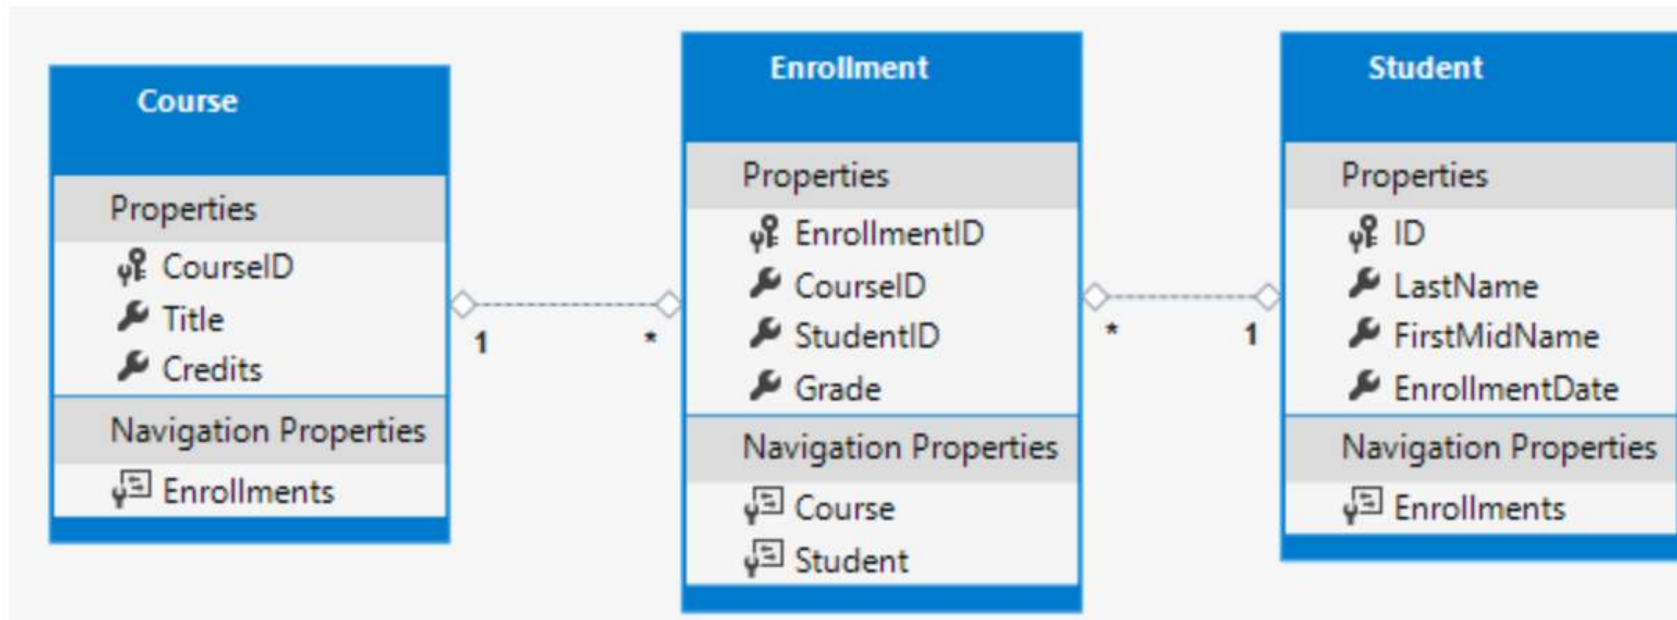 Course
Properties
CourseID
Title
Credits
Navigation Properties
Enrollments
1
*
Enrollment
Properties
EnrollmentID
CourseID
StudentID
Grade
Navigation Properties
Course
Student
*
1
Student
Properties
ID
LastName
FirstMidName
EnrollmentDate
Navigation Properties
Enrollments